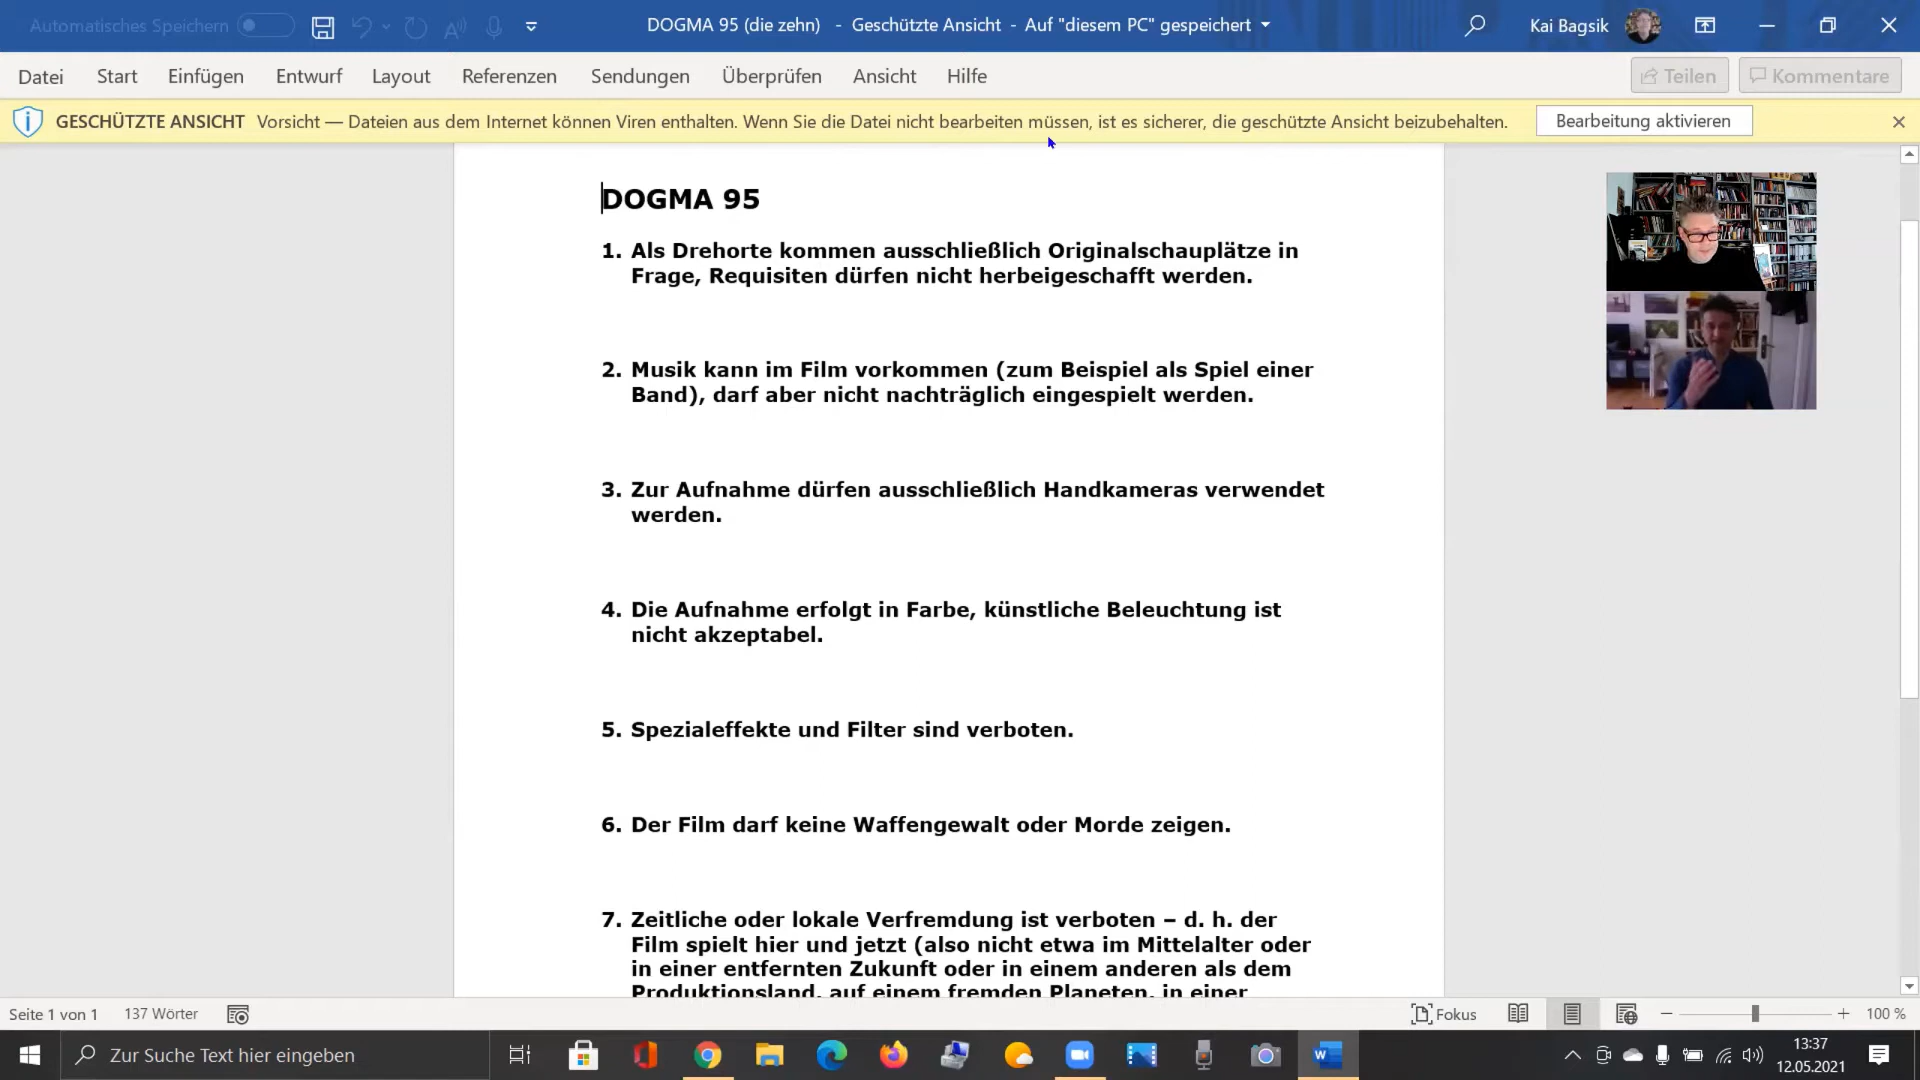 Automatisches Speichern
DOGMA 95 (die zehn) - Geschützte Ansicht - Auf "diesem PC" gespeichert
Kai Bagsik
Datei Start Einfügen Entwurf Layout Referenzen Sendungen Überprüfen Ansicht Hilfe Teilen Kommentare
GESCHÜTZTE ANSICHT Vorsicht — Dateien aus dem Internet können Viren enthalten. Wenn Sie die Datei nicht bearbeiten müssen, ist es sicherer, die geschützte Ansicht beizubehalten. Bearbeitung aktivieren
DOGMA 95
1. Als Drehorte kommen ausschließlich Originalschauplätze in
Frage, Requisiten dürfen nicht herbeigeschafft werden.
2. Musik kann im Film vorkommen (zum Beispiel als Spiel einer
Band), darf aber nicht nachträglich eingespielt werden.
3. Zur Aufnahme dürfen ausschließlich Handkameras verwendet
werden.
4. Die Aufnahme erfolgt in Farbe, künstliche Beleuchtung ist
nicht akzeptabel.
5. Spezialeffekte und Filter sind verboten.
6. Der Film darf keine Waffengewalt oder Morde zeigen.
7. Zeitliche oder lokale Verfremdung ist verboten – d. h. der
Film spielt hier und jetzt (also nicht etwa im Mittelalter oder
in einer entfernten Zukunft oder in einem anderen als dem
Produktionsland, auf einem fremden Planeten, in einer
Seite 1 von 1 137 Wörter Fokus 100 %
Zur Suche Text hier eingeben
13:37
12.05.2021